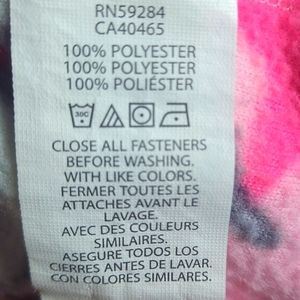 RN59284
CA40465
100% POLYESTER
100% POLYESTER
100% POLIÉSTER
30C
CLOSE ALL FASTENERS
BEFORE WASHING.
WITH LIKE COLORS.
FERMER TOUTES LES
ATTACHES AVANT LE
LAVAGE.
AVEC DES COULEURS
SIMILAIRES.
ASEGURE TODOS LOS
CIERRES ANTES DE LAVAR.
CON COLORES SIMILARES.